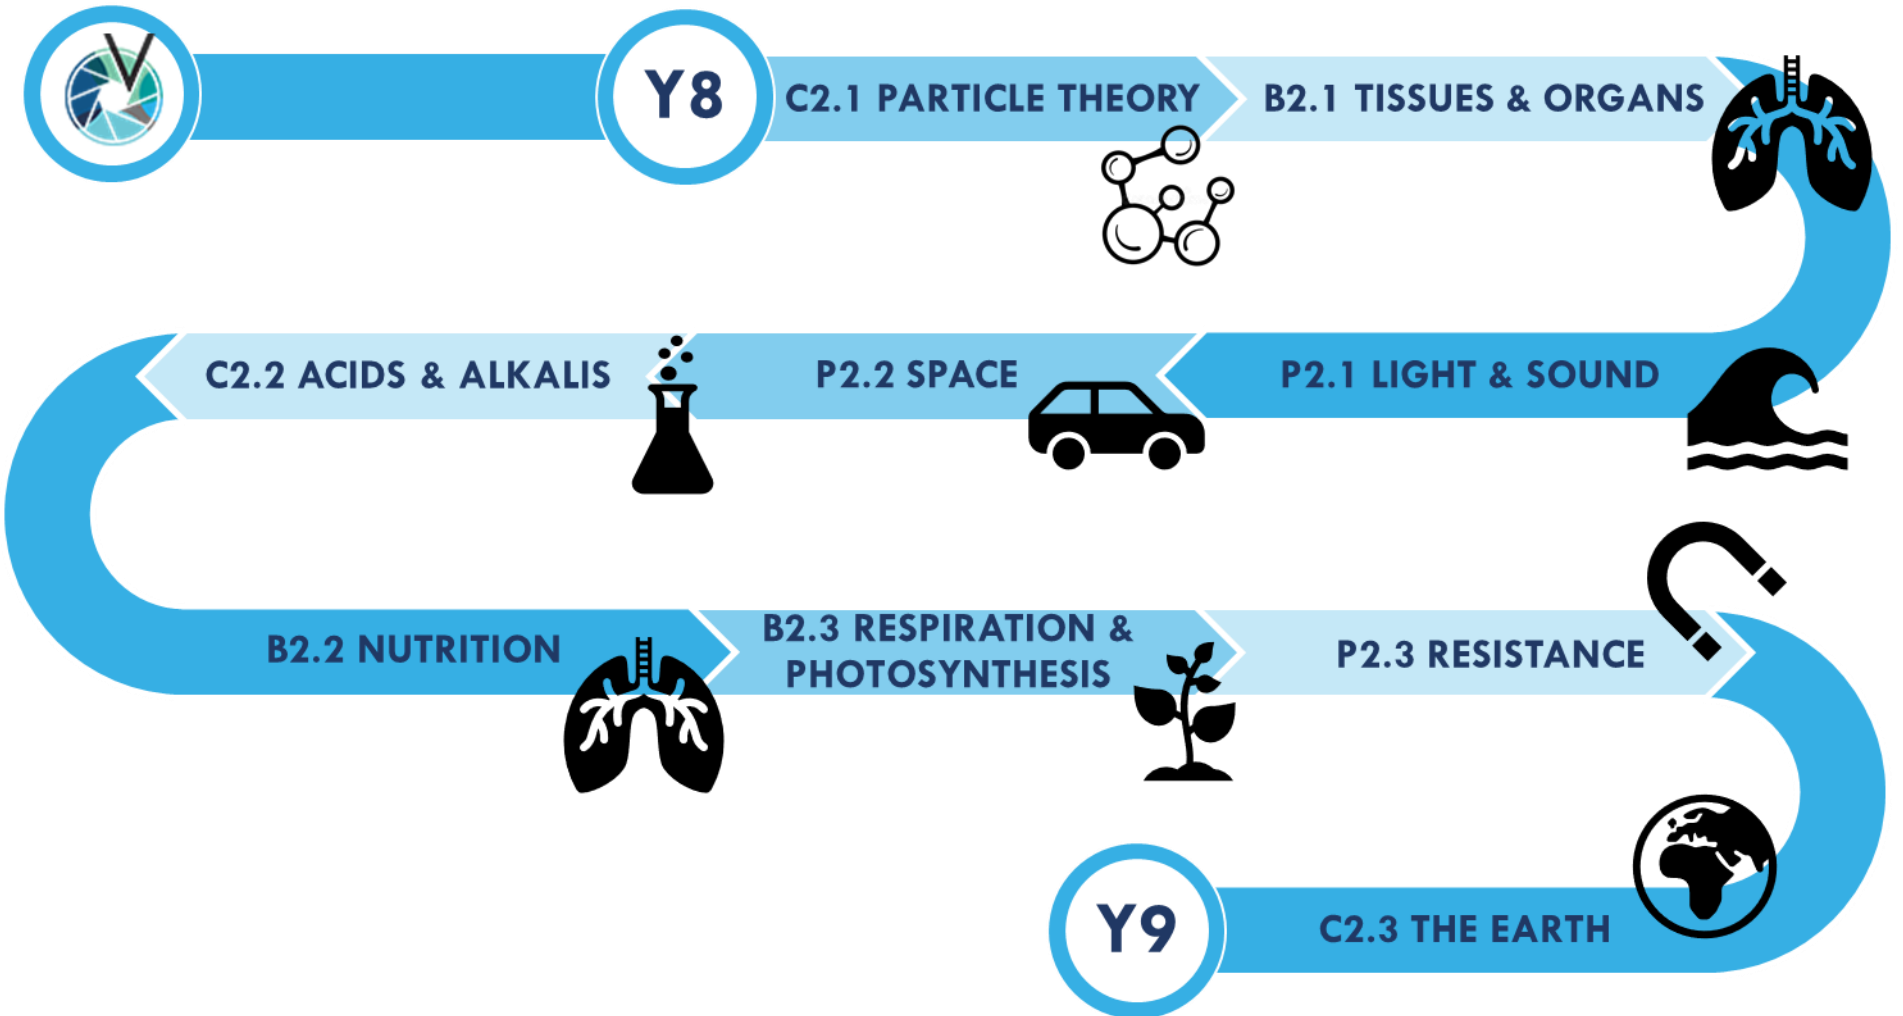 V
Y8
C2.1 PARTICLE THEORY
B2.1 TISSUES & ORGANS
P2.1 LIGHT & SOUND
P2.2 SPACE
C2.2 ACIDS & ALKALIS
B2.2 NUTRITION
B2.3 RESPIRATION &
PHOTOSYNTHESIS
P2.3 RESISTANCE
C2.3 THE EARTH
Y9